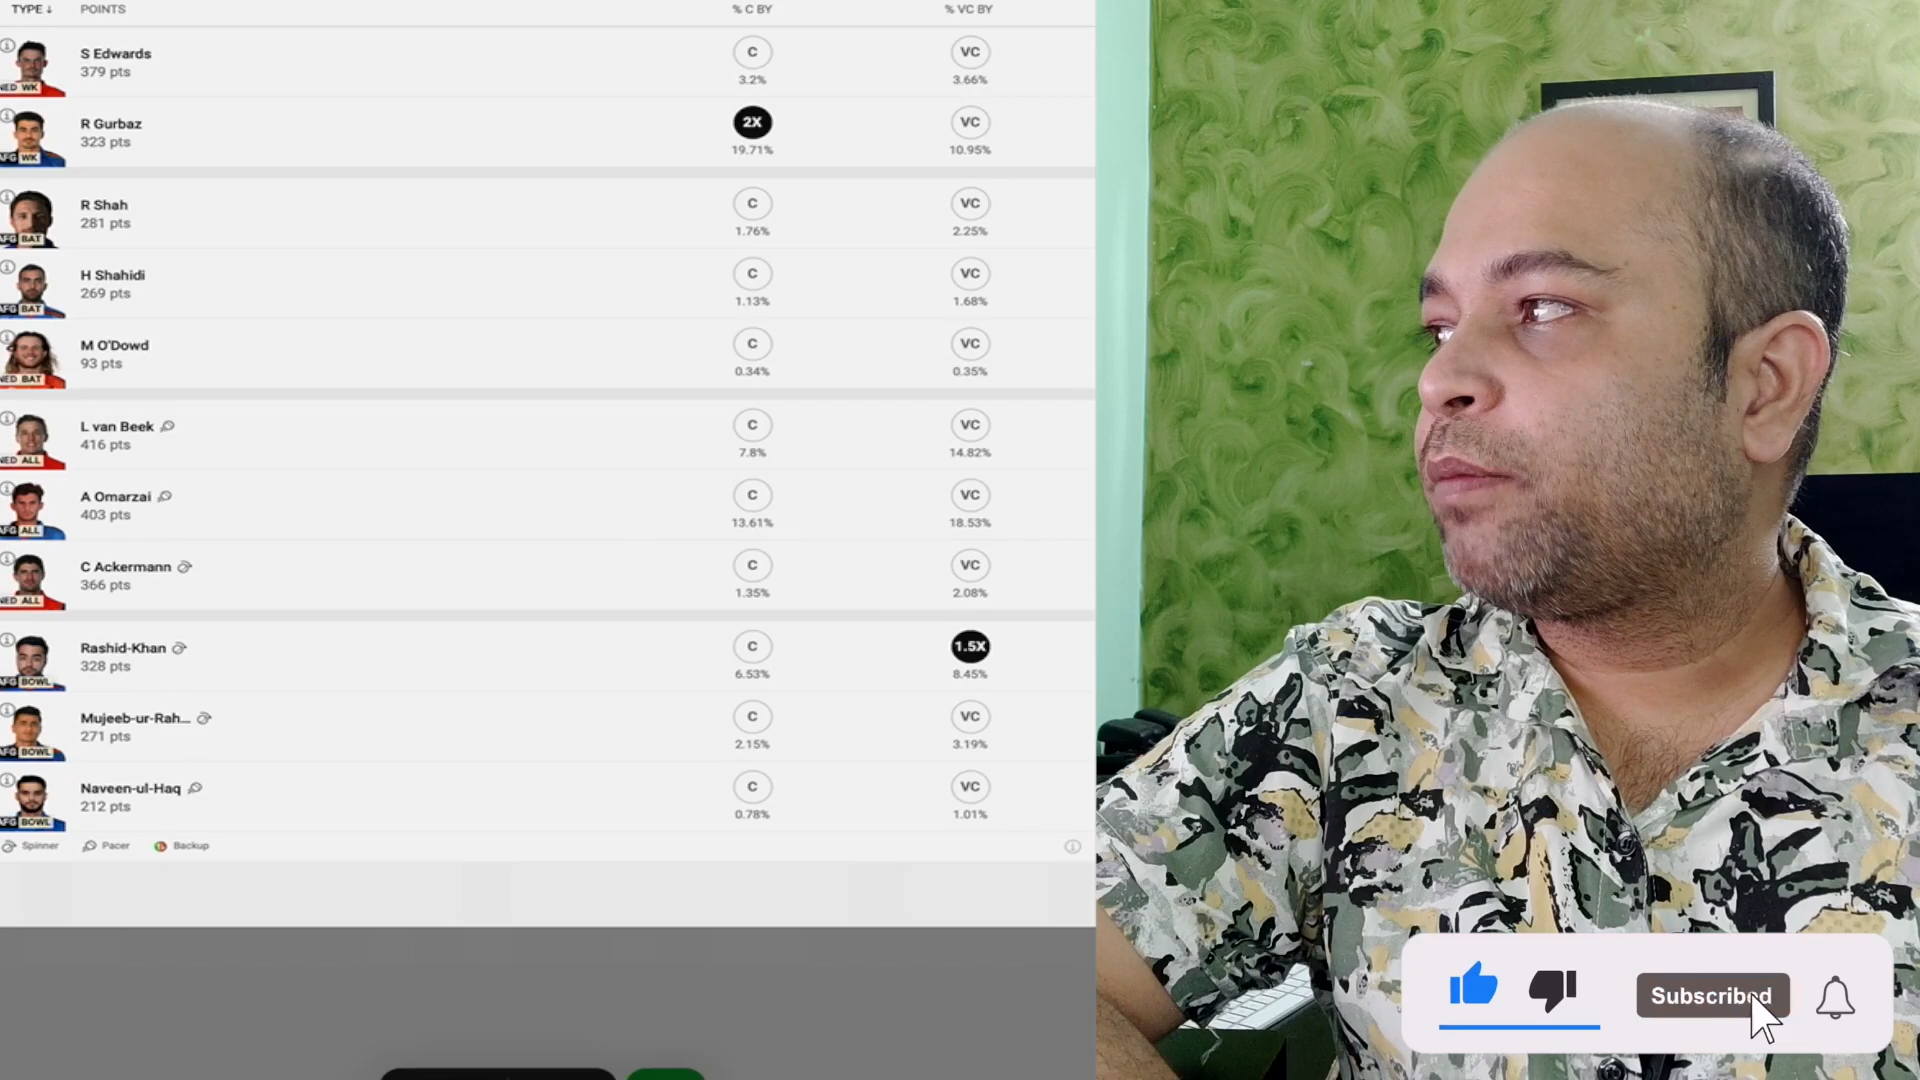 TYPE ↓ POINTS % C BY % VC BY
S Edwards
379 pts
C
3.2%
VC
3.66%
NED WK
R Gurbaz
323 pts
2X
19.71%
VC
10.95%
AFG WK
R Shah
281 pts
C
1.76%
VC
2.25%
AFG BAT
H Shahidi
269 pts
C
1.13%
VC
1.68%
AFG BAT
M O'Dowd
93 pts
C
0.34%
VC
0.35%
NED BAT
L van Beek
416 pts
C
7.8%
VC
14.82%
NED ALL
A Omarzai
403 pts
C
13.61%
VC
18.53%
AFG ALL
C Ackermann
366 pts
C
1.35%
VC
2.08%
NED ALL
Rashid-Khan
328 pts
C
6.53%
1.5X
8.45%
AFG BOWL
Mujeeb-ur-Rah...
271 pts
C
2.15%
VC
3.19%
AFG BOWL
Naveen-ul-Haq
212 pts
C
0.78%
VC
1.01%
AFG BOWL
Spinner Pacer Backup
Subscribed